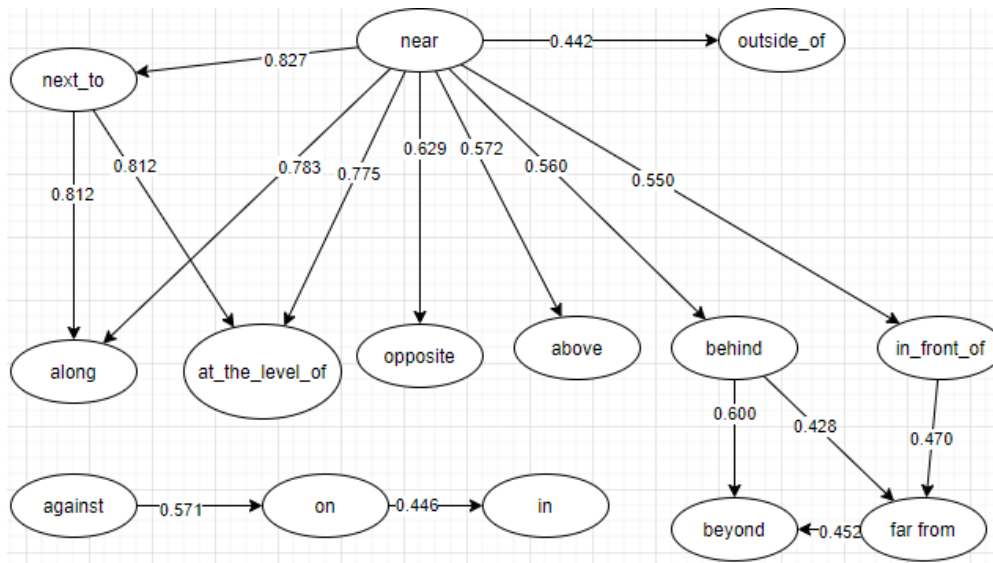 near
0.442
outside_of
0.827
next_to
0.812
0.812
0.783
0.775
0.629
0.572
0.560
0.550
along
at_the_level_of
opposite
above
behind
in_front_of
0.600
0.428
0.470
against
0.571
on
0.446
in
beyond
0.452
far from